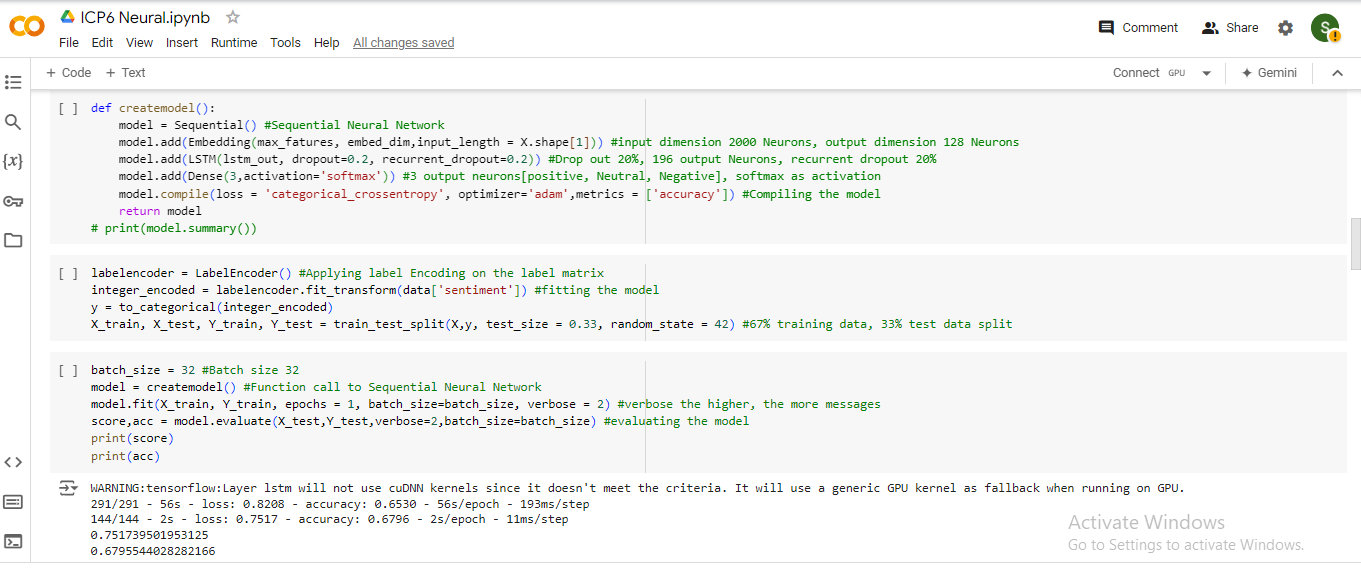 ICP6 Neural.ipynb
File Edit View Insert Runtime Tools Help All changes saved
Comment Share S
+ Code + Text
Connect GPU Gemini
[ ] def createmodel():
model = Sequential() #Sequential Neural Network
model.add(Embedding(max_fatures, embed_dim,input_length = X.shape[1])) #input dimension 2000 Neurons, output dimension 128 Neurons
model.add(LSTM(lstm_out, dropout=0.2, recurrent_dropout=0.2)) #Drop out 20%, 196 output Neurons, recurrent dropout 20%
model.add(Dense(3,activation='softmax')) #3 output neurons[positive, Neutral, Negative], softmax as activation
model.compile(loss = 'categorical_crossentropy', optimizer='adam',metrics = ['accuracy']) #Compiling the model
return model
# print(model.summary())
[ ] labelencoder = LabelEncoder() #Applying label Encoding on the label matrix
integer_encoded = labelencoder.fit_transform(data['sentiment']) #fitting the model
y = to_categorical(integer_encoded)
X_train, X_test, Y_train, Y_test = train_test_split(X,y, test_size = 0.33, random_state = 42) #67% training data, 33% test data split
[ ] batch_size = 32 #Batch size 32
model = createmodel() #Function call to Sequential Neural Network
model.fit(X_train, Y_train, epochs = 1, batch_size=batch_size, verbose = 2) #verbose the higher, the more messages
score,acc = model.evaluate(X_test,Y_test,verbose=2,batch_size=batch_size) #evaluating the model
print(score)
print(acc)
WARNING:tensorflow:Layer lstm will not use cuDNN kernels since it doesn't meet the criteria. It will use a generic GPU kernel as fallback when running on GPU.
291/291 - 56s - loss: 0.8208 - accuracy: 0.6530 - 56s/epoch - 193ms/step
144/144 - 2s - loss: 0.7517 - accuracy: 0.6796 - 2s/epoch - 11ms/step
0.751739501953125
0.6795544028282166
Activate Windows
Go to Settings to activate Windows.